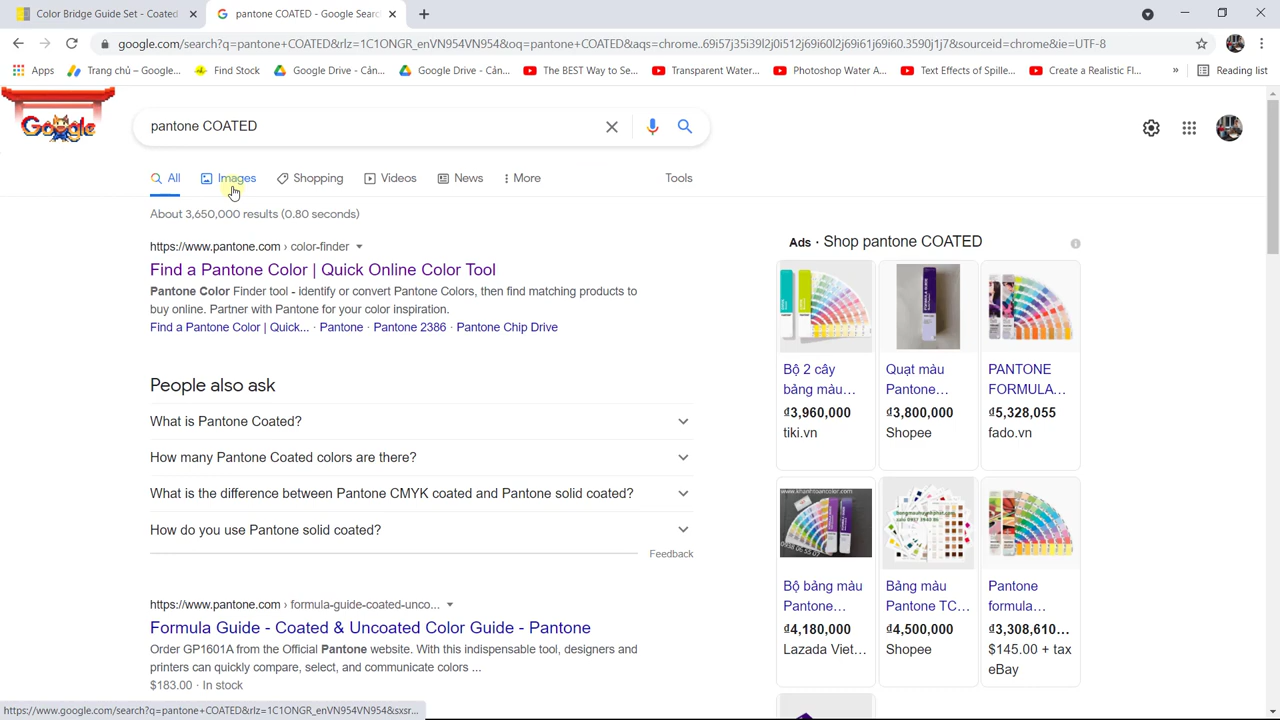 Color Bridge Guide Set - Coated
pantone COATED - Google Sear
google.com/search?q=pantone+COATED&rlz=1C1ONGR_enVN954VN954&oq=pantone+COATED&aqs=chrome..69i57j35i39l2j0i512j69i60l2j69i61j69i60.3590j1j7&sourceid=chrome&ie=UTF-8
Apps
Trang chủ – Google...
Find Stock
Google Drive - Cản...
Google Drive - Cản...
The BEST Way to Se...
Transparent Water...
Photoshop Water A...
Text Effects of Spille...
Create a Realistic Fl...
»
Reading list
Google
pantone COATED
All
Images
Shopping
Videos
News
More
Tools
About 3,650,000 results (0.80 seconds)
https://www.pantone.com › color-finder
Find a Pantone Color | Quick Online Color Tool
Pantone Color Finder tool - identify or convert Pantone Colors, then find matching products to
buy online. Partner with Pantone for your color inspiration.
Find a Pantone Color | Quick... · Pantone · Pantone 2386 · Pantone Chip Drive
People also ask
What is Pantone Coated?
How many Pantone Coated colors are there?
What is the difference between Pantone CMYK coated and Pantone solid coated?
How do you use Pantone solid coated?
Feedback
https://www.pantone.com › formula-guide-coated-unco...
Formula Guide - Coated & Uncoated Color Guide - Pantone
Order GP1601A from the Official Pantone website. With this indispensable tool, designers and
printers can quickly compare, select, and communicate colors ...
$183.00 · In stock
Ads · Shop pantone COATED
Bộ 2 cây
bảng màu...
₫3,960,000
tiki.vn
Quạt màu
Pantone...
₫3,800,000
Shopee
PANTONE
FORMULA...
₫5,328,055
fado.vn
Bộ bảng màu
Pantone...
₫4,180,000
Lazada Viet...
Bảng màu
Pantone TC...
₫4,500,000
Shopee
Pantone
formula...
₫3,308,610...
$145.00 + tax
eBay
https://www.google.com/search?q=pantone+COATED&rlz=1C1ONGR_enVN954VN954&sxsr...